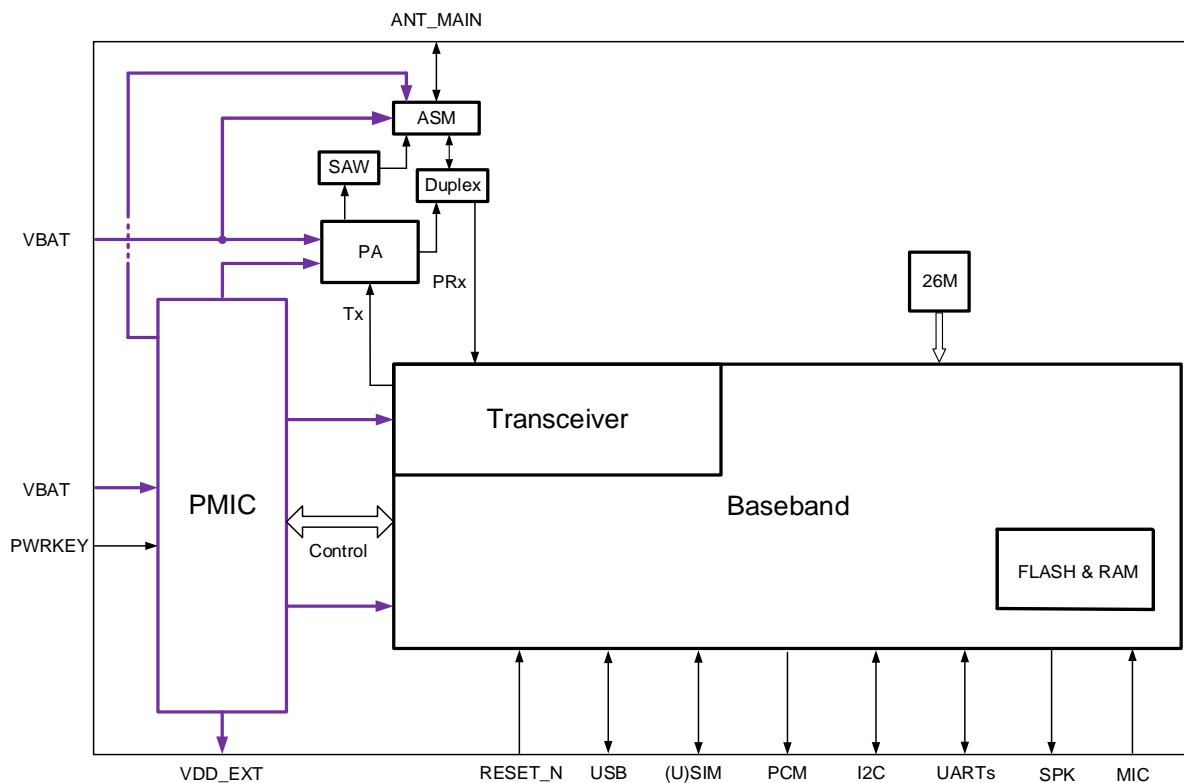 ANT_MAIN
ASM
SAW
Duplex
VBAT
PA
PRx
26M
Tx
Transceiver
VBAT
PMIC
Baseband
PWRKEY
Control
FLASH & RAM
VDD_EXT
RESET_N
USB
(U)SIM
PCM
I2C
UARTs
SPK
MIC